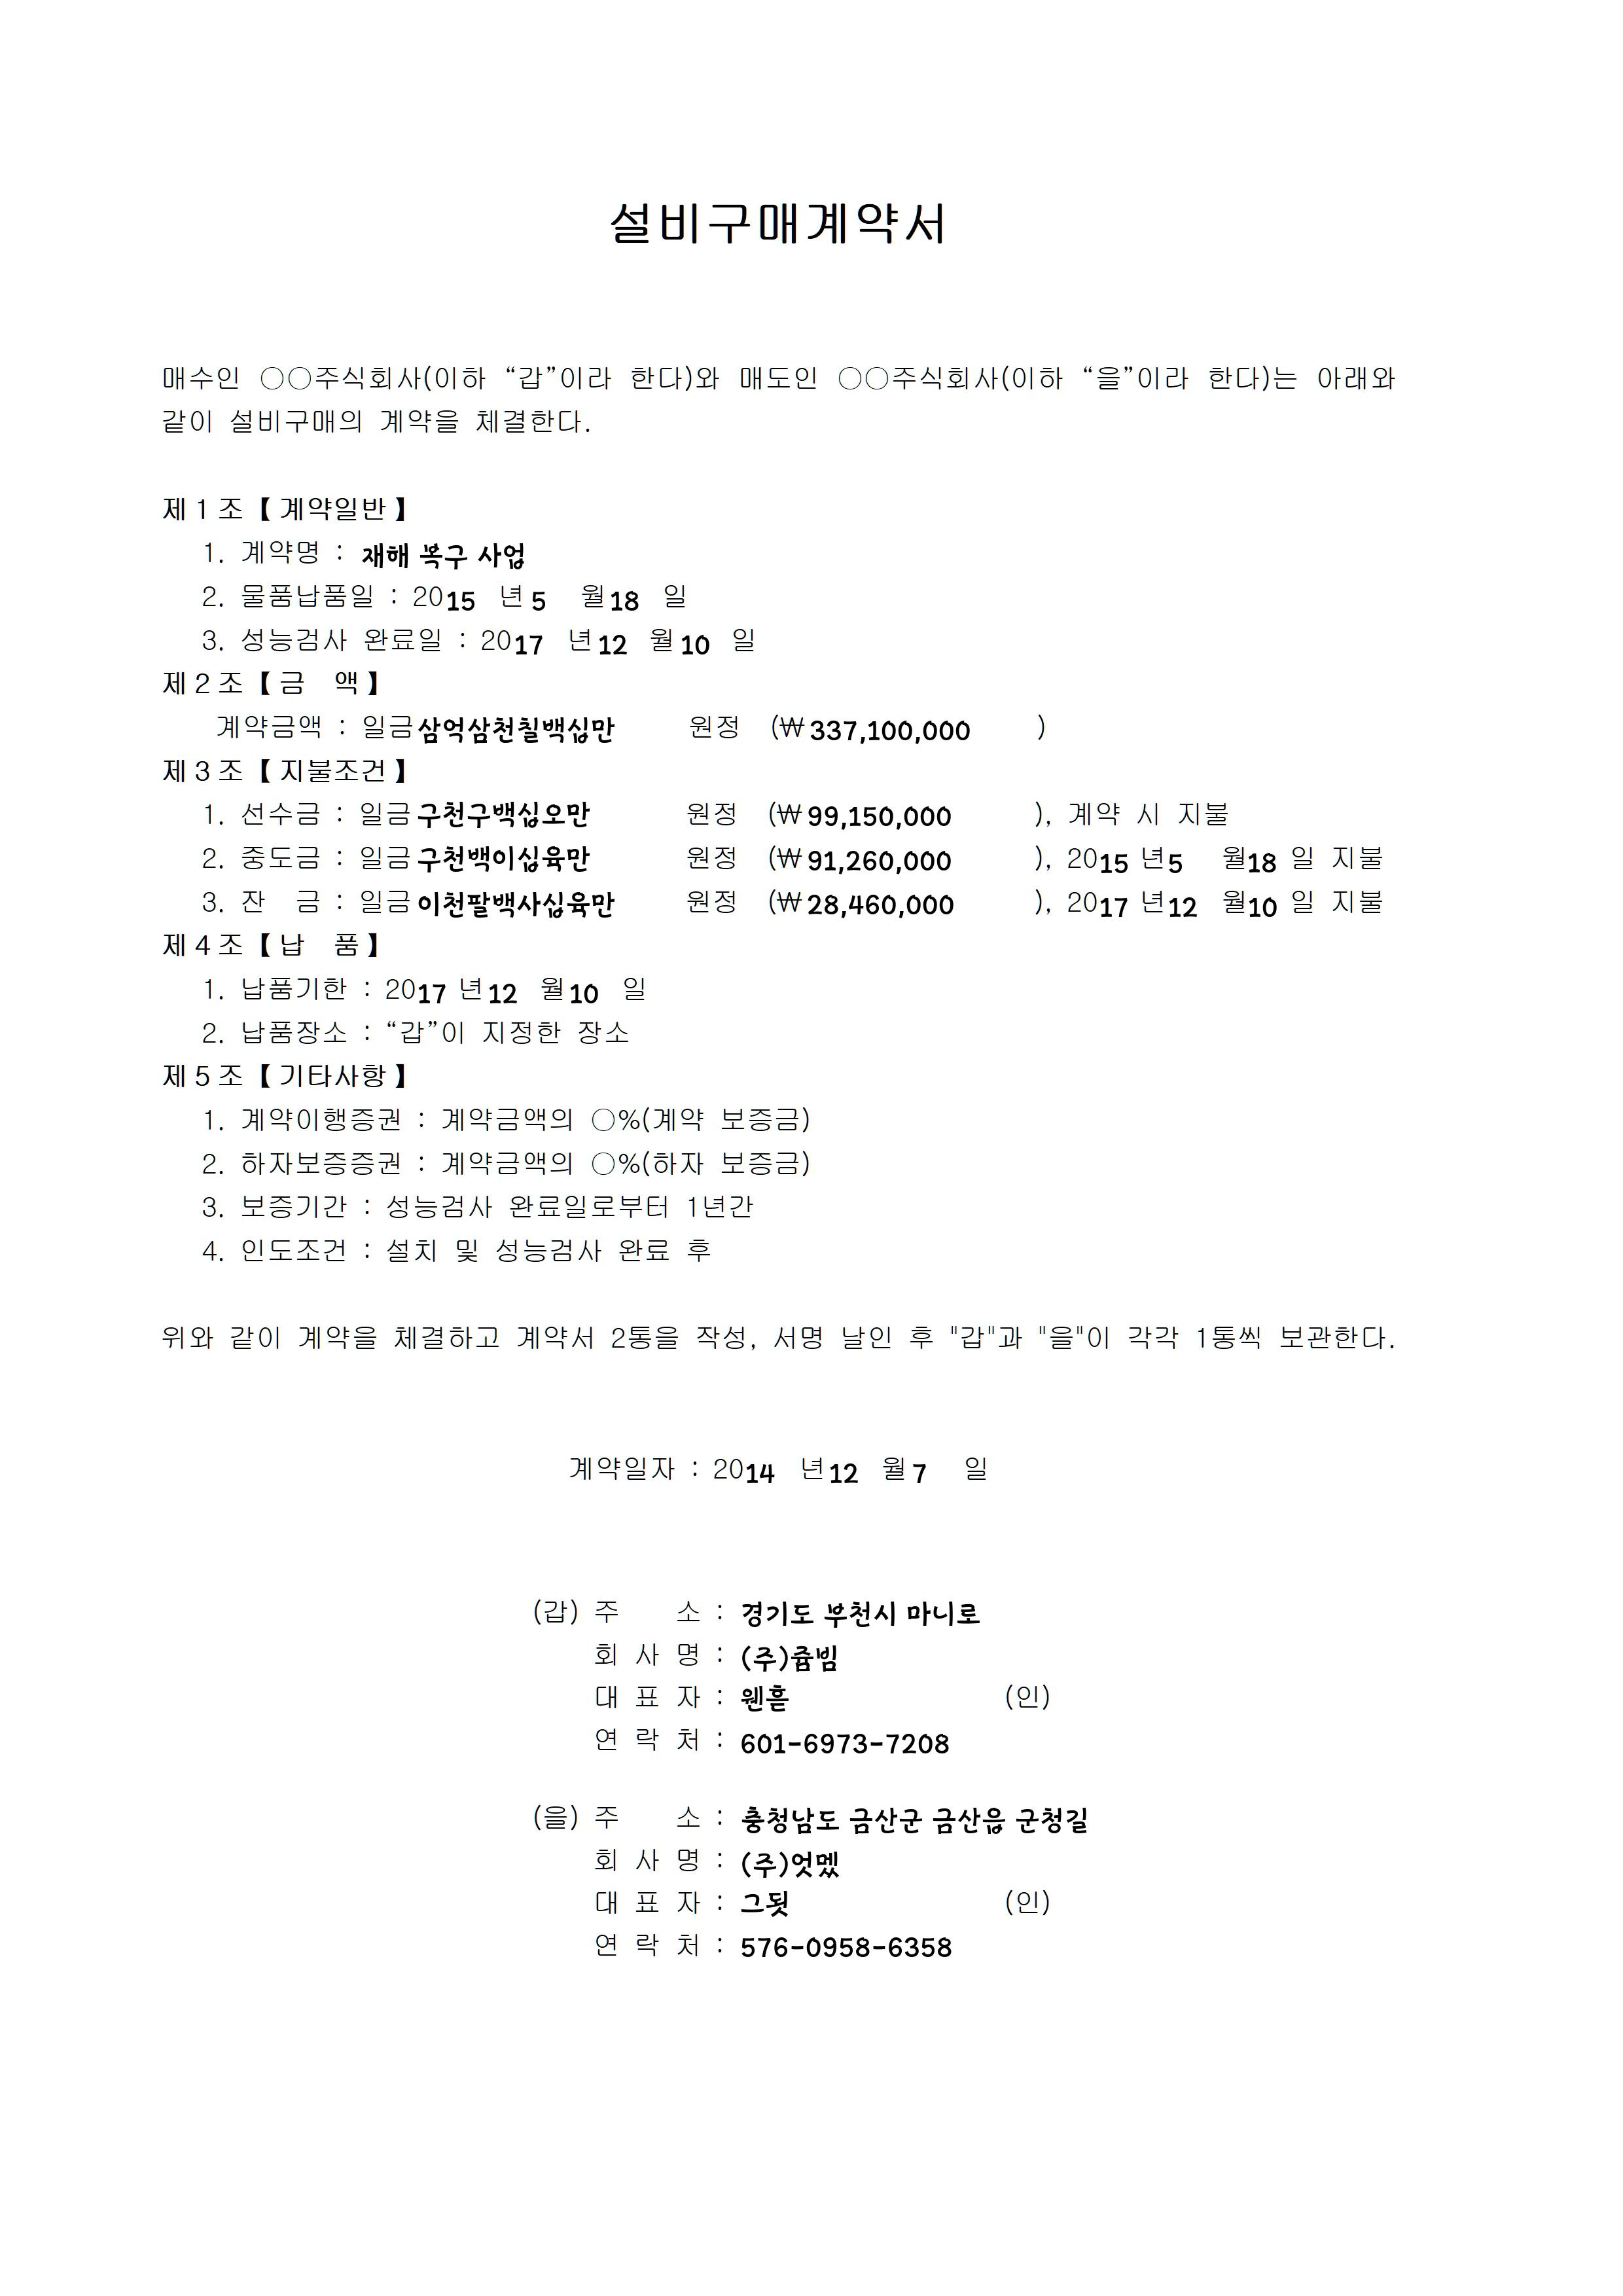 설비구매계약서
매수인 ○○주식회사(이하 “갑”이라 한다)와 매도인 ○○주식회사(이하 “을”이라 한다)는 아래와
같이 설비구매의 계약을 체결한다.
제1조【계약일반】
1. 계약명 : 재해 복구 사업
2. 물품납품일 : 2015 년 5 월 18 일
3. 성능검사 완료일 : 2017 년 12 월 10 일
제2조【금 액】
계약금액 : 일금 삼억삼천칠백십만 원정 (₩337,100,000 )
제3조【지불조건】
1. 선수금 : 일금 구천구백십오만 원정 (₩99,150,000 ), 계약 시 지불
2. 중도금 : 일금 구천백이십육만 원정 (₩91,260,000 ), 2015 년 5 월 18 일 지불
3. 잔 금 : 일금 이천팔백사십육만 원정 (₩28,460,000 ), 2017 년 12 월 10 일 지불
제4조【납 품】
1. 납품기한 : 2017 년 12 월 10 일
2. 납품장소 : “갑”이 지정한 장소
제5조【기타사항】
1. 계약이행증권 : 계약금액의 ○%(계약 보증금)
2. 하자보증증권 : 계약금액의 ○%(하자 보증금)
3. 보증기간 : 성능검사 완료일로부터 1년간
4. 인도조건 : 설치 및 성능검사 완료 후
위와 같이 계약을 체결하고 계약서 2통을 작성, 서명 날인 후 "갑"과 "을"이 각각 1통씩 보관한다.
계약일자 : 2014 년 12 월 7 일
(갑) 주 소 : 경기도 부천시 마니로
회 사 명 : (주)쥼빔
대 표 자 : 웬흩 (인)
연 락 처 : 601-6973-7208
(을) 주 소 : 충청남도 금산군 금산읍 군청길
회 사 명 : (주)엇멨
대 표 자 : 그됫 (인)
연 락 처 : 576-0958-6358